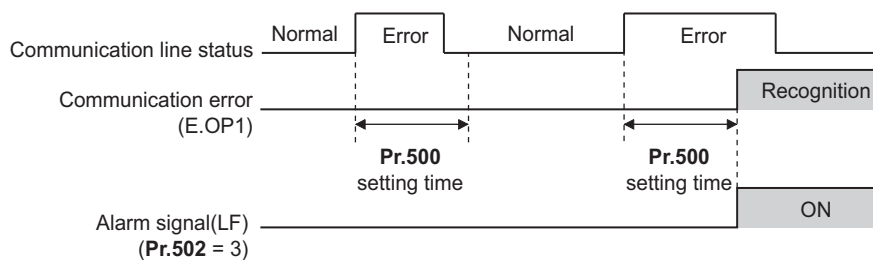 Normal Error Normal Error
Communication line status
Communication error
(E.OP1)
Recognition
Pr.500
setting time
Pr.500
setting time
Alarm signal(LF)
(Pr.502 = 3)
ON